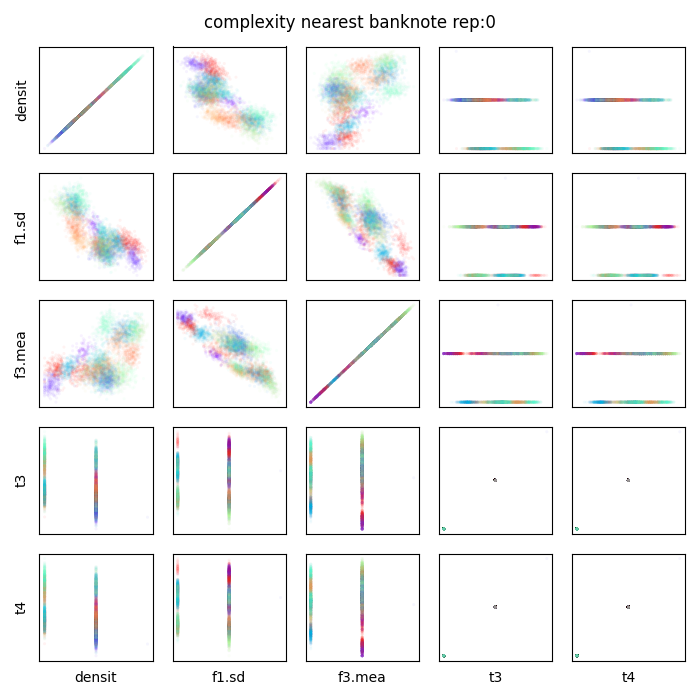 complexity nearest banknote rep:0
densit
f1.sd
f3.mea
t3
t4
densit
f1.sd
f3.mea
t3
t4